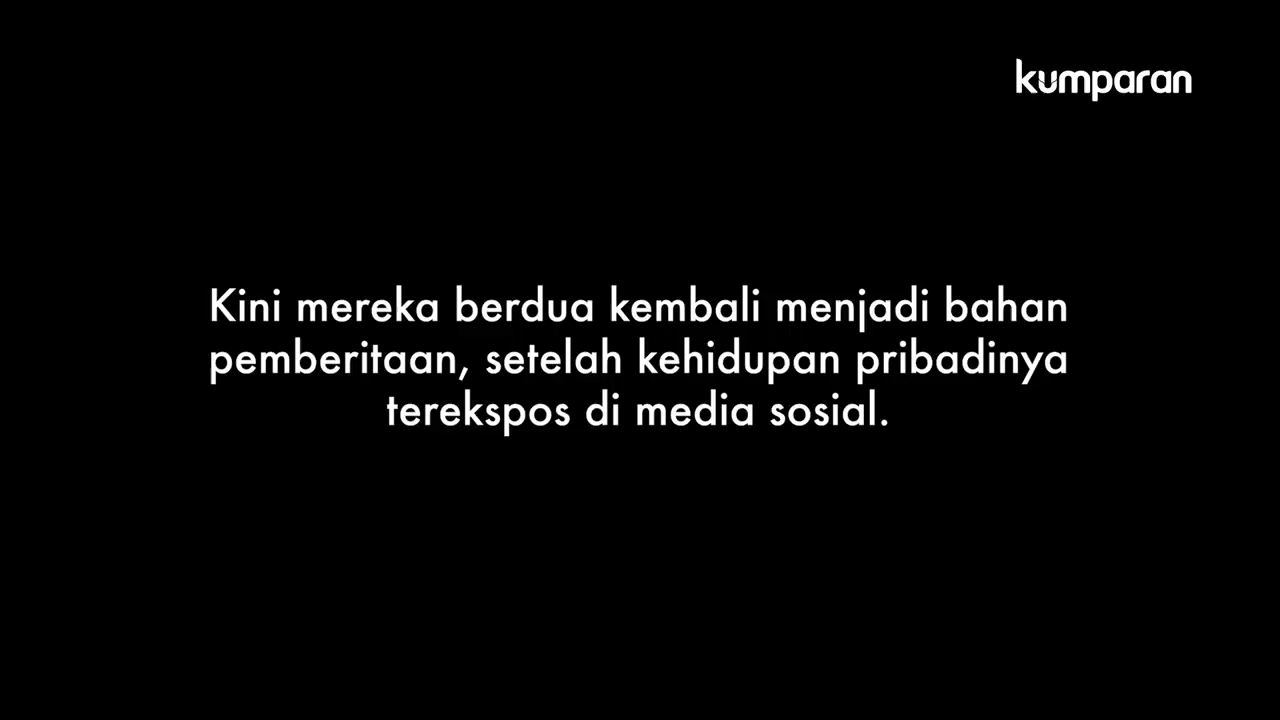 kumparan
Kini mereka berdua kembali menjadi bahan
pemberitaan, setelah kehidupan pribadinya
terekspos di media sosial.